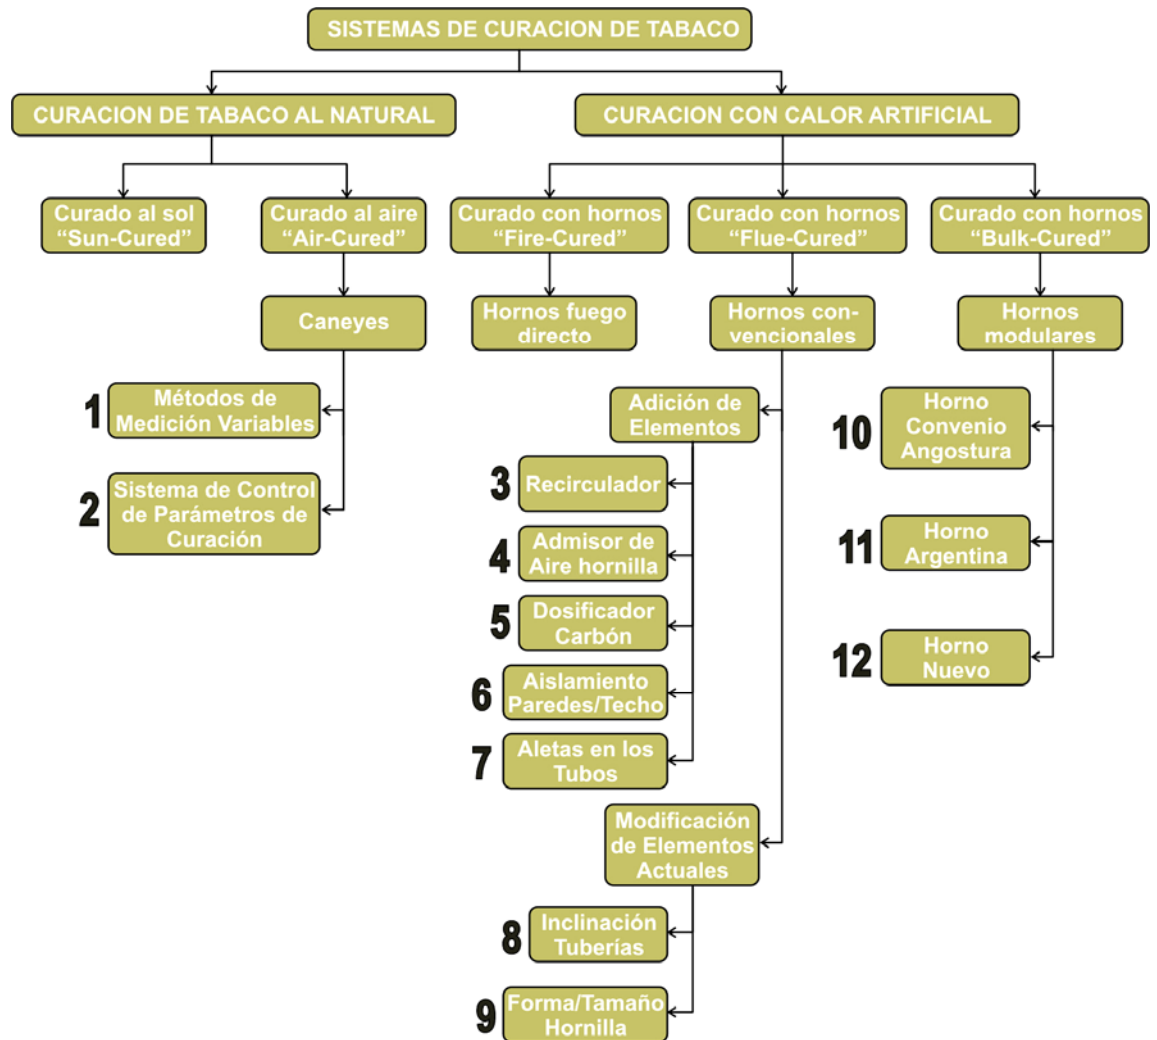 SISTEMAS DE CURACION DE TABACO
CURACION DE TABACO AL NATURAL
CURACION CON CALOR ARTIFICIAL
Curado al sol
“Sun-Cured”
Curado al aire
“Air-Cured”
Curado con hornos
“Fire-Cured”
Curado con hornos
“Flue-Cured”
Curado con hornos
“Bulk-Cured”
Caneyes
Hornos fuego
directo
Hornos con-
vencionales
Hornos
modulares
1
Métodos de
Medición Variables
2
Sistema de Control
de Parámetros de
Curación
Adición de
Elementos
3
Recirculador
4
Admisor de
Aire hornilla
5
Dosificador
Carbón
6
Aislamiento
Paredes/Techo
7
Aletas en los
Tubos
Modificación
de Elementos
Actuales
8
Inclinación
Tuberías
9
Forma/Tamaño
Hornilla
10
Horno
Convenio
Angostura
11
Horno
Argentina
12
Horno
Nuevo